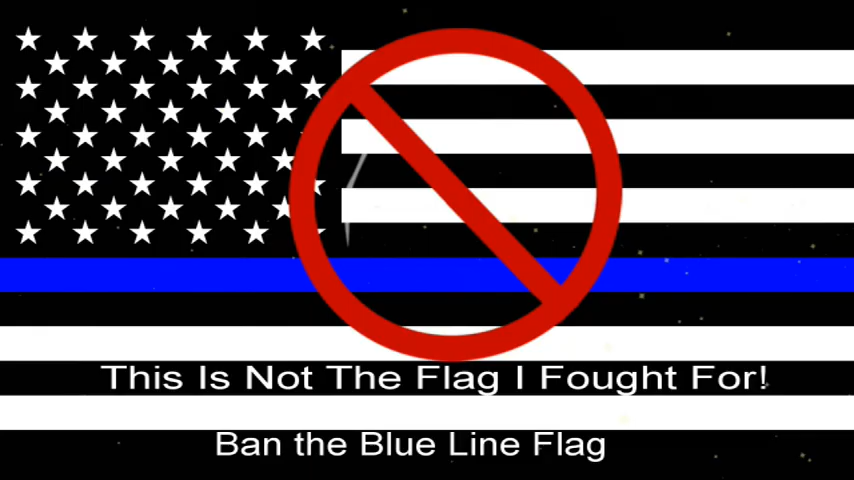 This Is Not The Flag I Fought For!
Ban the Blue Line Flag